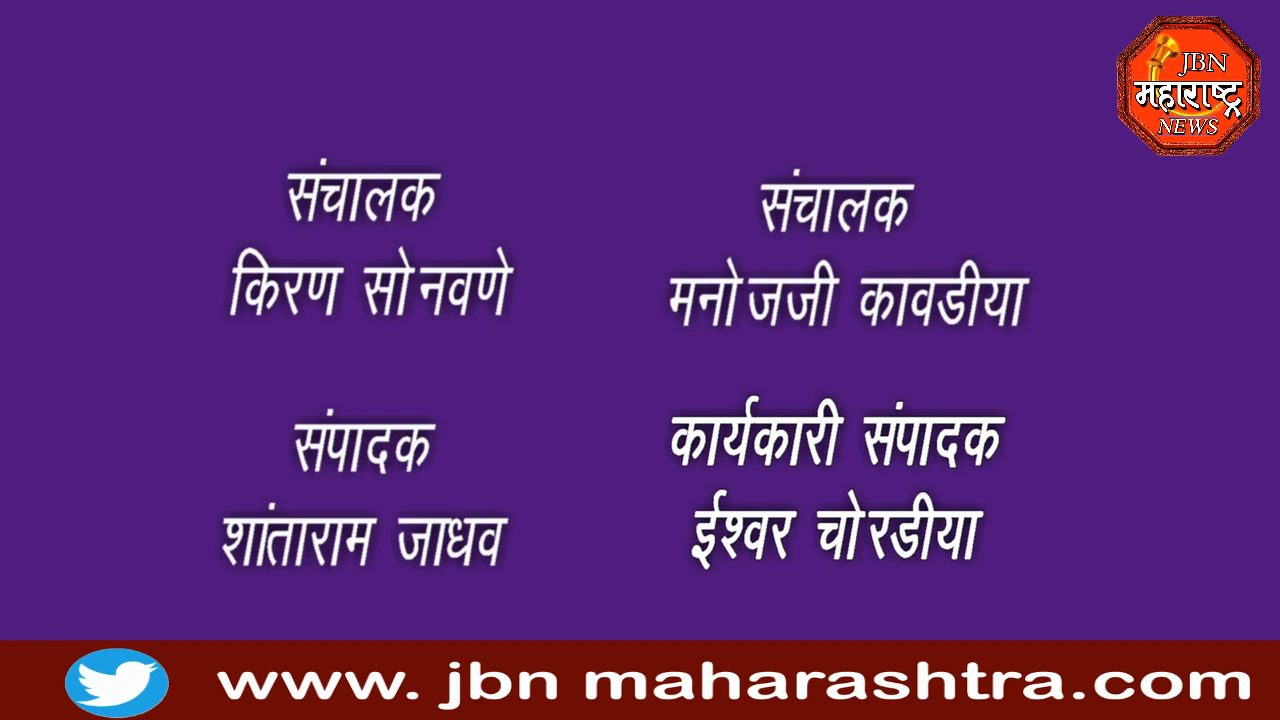 JBN
महाराष्ट्र
NEWS
संचालक
किरण सोनवणे
संचालक
मनोजजी कावडीया
संपादक
शांताराम जाधव
कार्यकारी संपादक
ईश्वर चोरडीया
www. jbn maharashtra.com